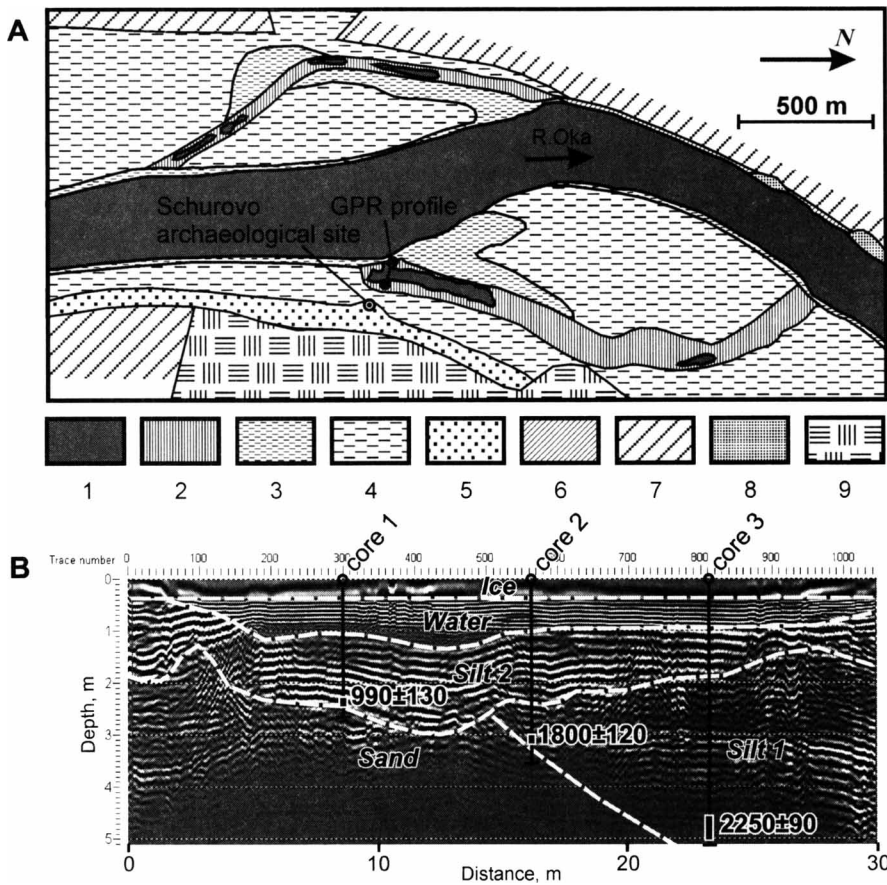 A
N
500 m
R.Oka
Schurovo
archaeological site
GPR profile
1 2 3 4 5 6 7 8 9
B
core 1 core 2 core 3
Trace number 0 100 200 300 400 500 600 700 800 900 1000
Depth, m
0
1
2
3
4
5
Ice
Water
Silt 2
990±130
1800±120
Sand
Silt 1
2250±90
0 10 20 30
Distance, m